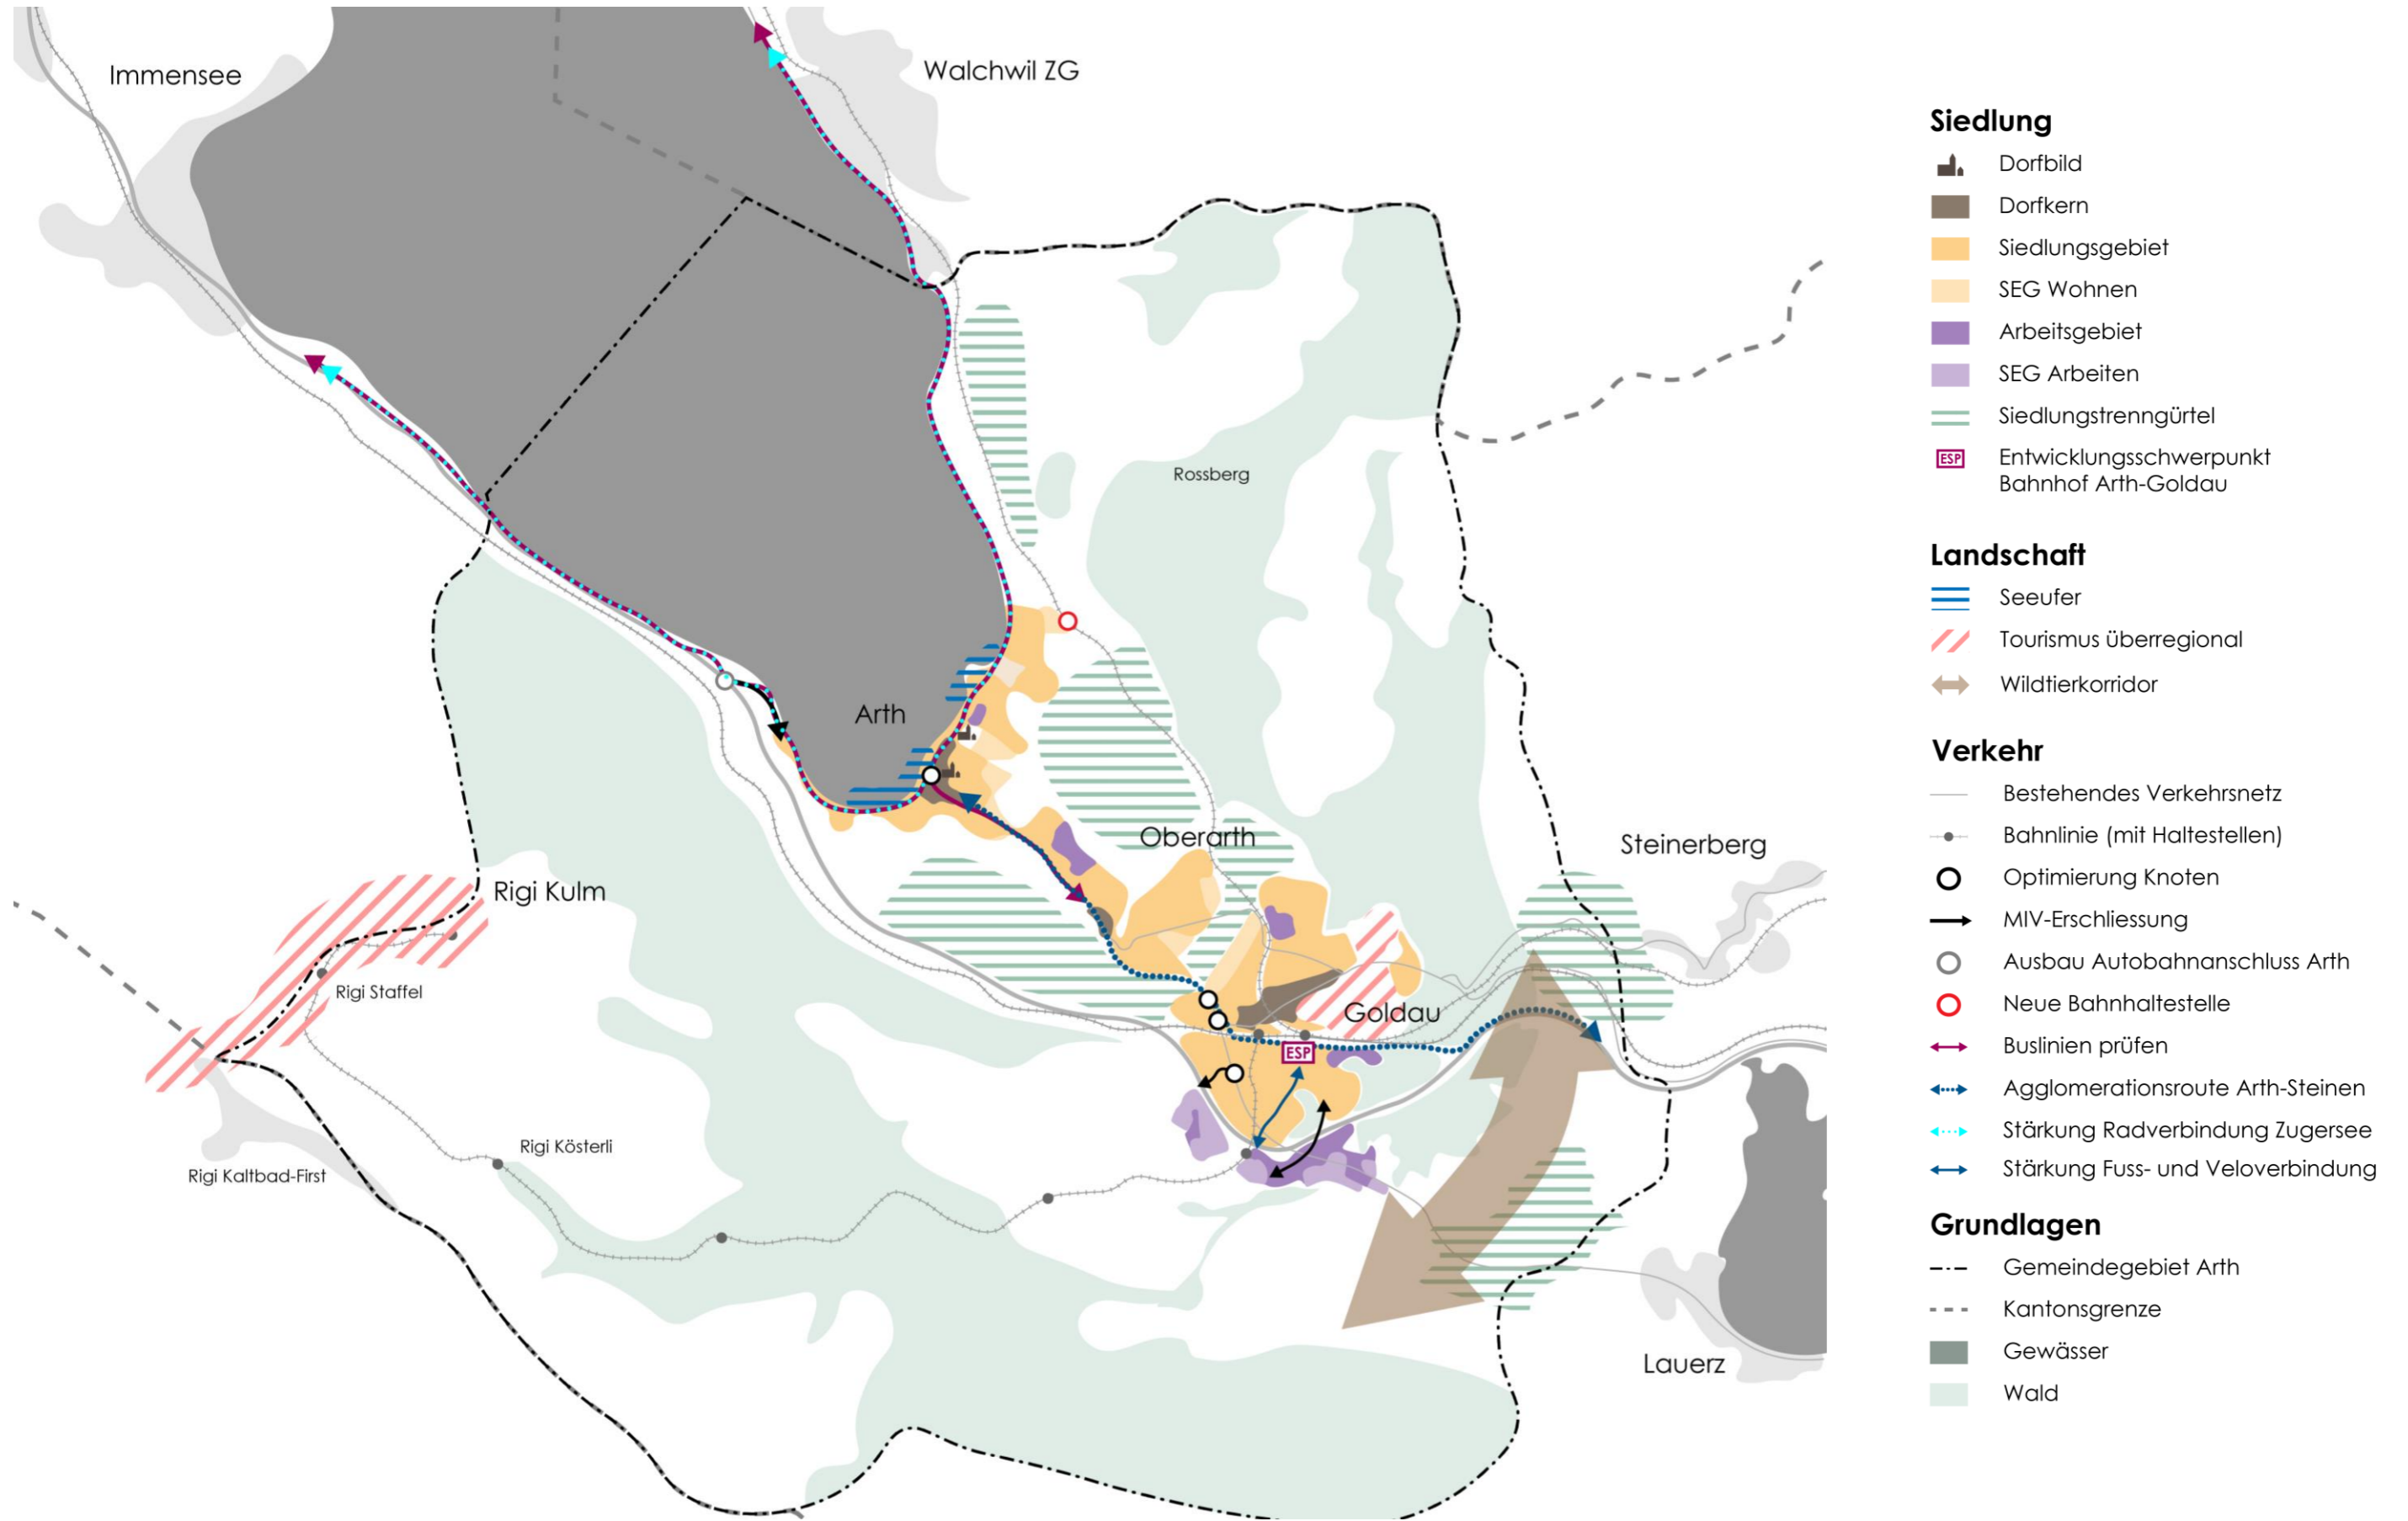 Immensee
Walchwil ZG
Rossberg
Arth
Oberarth
Steinerberg
Rigi Kulm
Rigi Staffel
Goldau
ESP
Rigi Kösterli
Rigi Kaltbad-First
Lauerz
Siedlung
Dorfbild
Dorfkern
Siedlungsgebiet
SEG Wohnen
Arbeitsgebiet
SEG Arbeiten
Siedlungstrenngürtel
ESP Entwicklungsschwerpunkt
Bahnhof Arth-Goldau
Landschaft
Seeufer
Tourismus überregional
Wildtierkorridor
Verkehr
Bestehendes Verkehrsnetz
Bahnlinie (mit Haltestellen)
Optimierung Knoten
MIV-Erschliessung
Ausbau Autobahnanschluss Arth
Neue Bahnhaltestelle
Buslinien prüfen
Agglomerationsroute Arth-Steinen
Stärkung Radverbindung Zugersee
Stärkung Fuss- und Veloverbindung
Grundlagen
Gemeindegebiet Arth
Kantonsgrenze
Gewässer
Wald